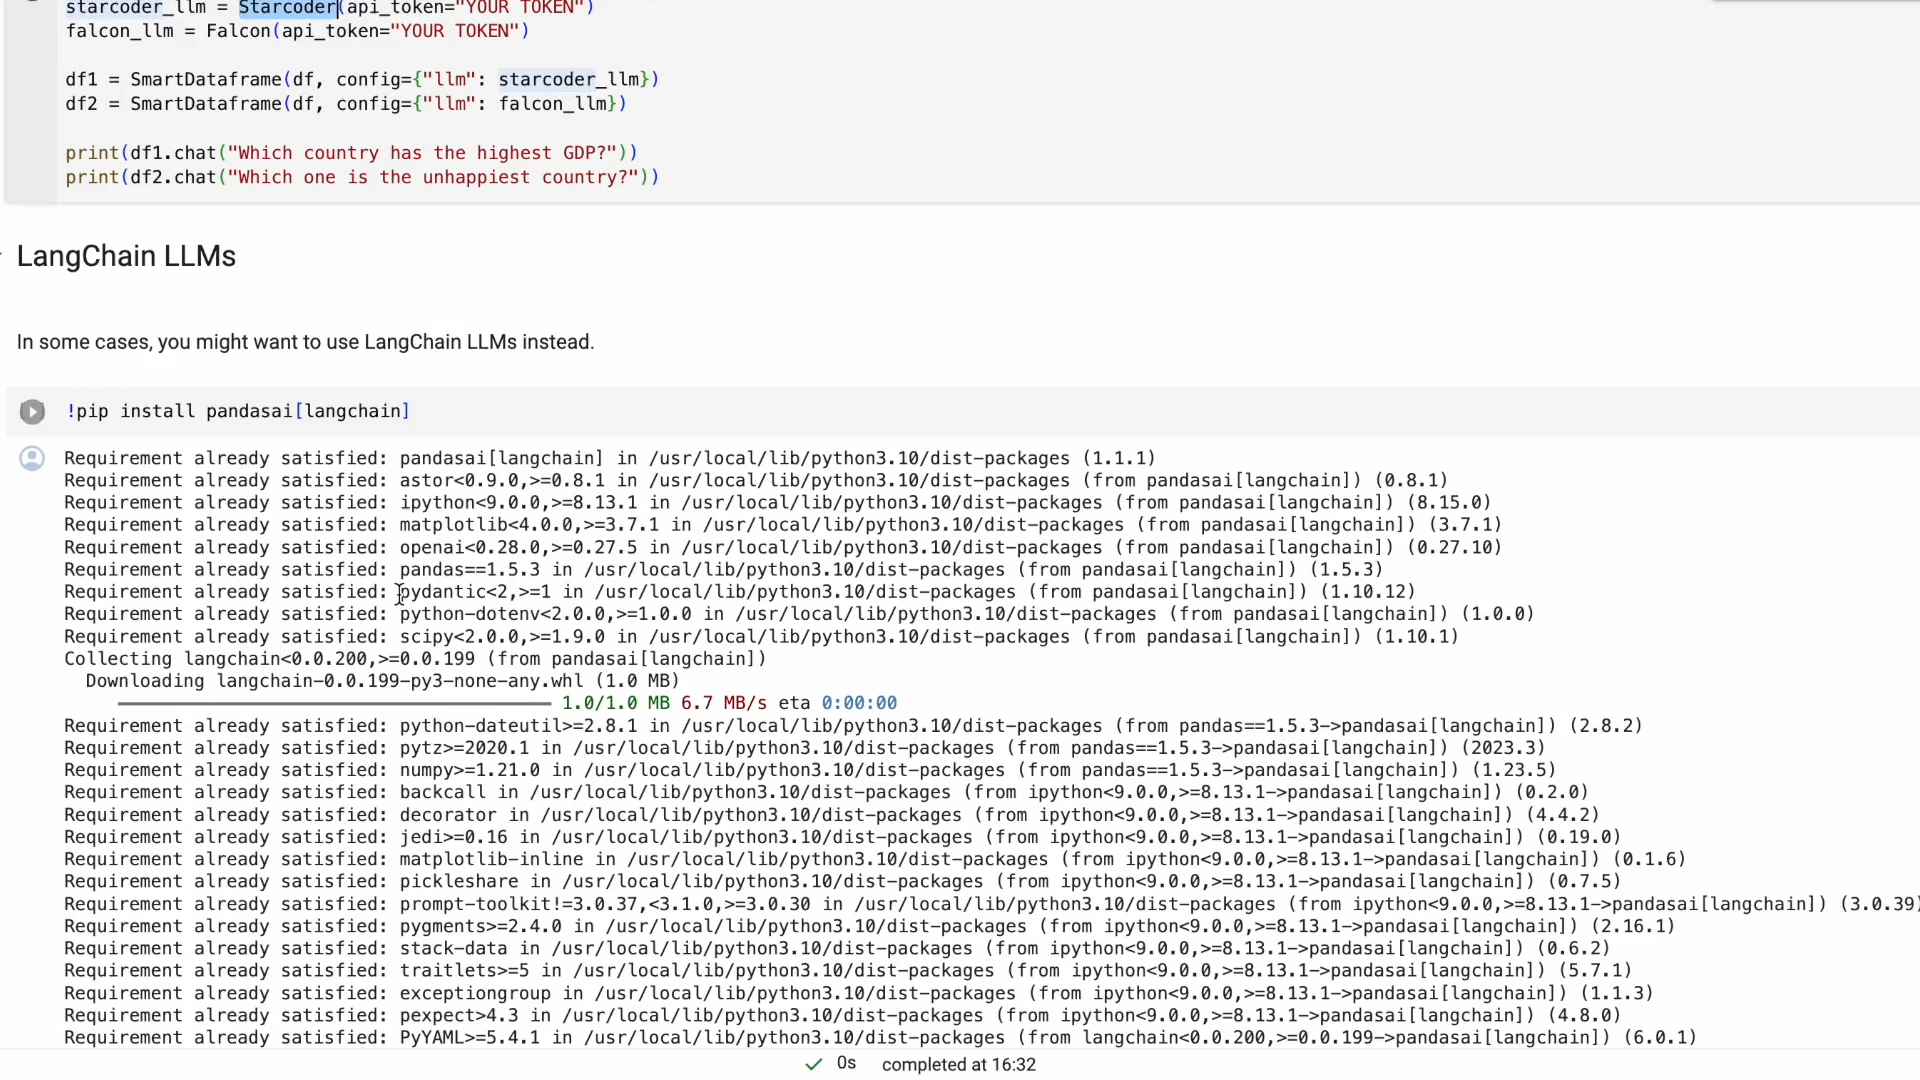 starcoder_llm = Starcoder(api_token="YOUR TOKEN")
falcon_llm = Falcon(api_token="YOUR TOKEN")
df1 = SmartDataframe(df, config={"llm": starcoder_llm})
df2 = SmartDataframe(df, config={"llm": falcon_llm})
print(df1.chat("Which country has the highest GDP?"))
print(df2.chat("Which one is the unhappiest country?"))
LangChain LLMs
In some cases, you might want to use LangChain LLMs instead.
!pip install pandasai[langchain]
Requirement already satisfied: pandasai[langchain] in /usr/local/lib/python3.10/dist-packages (1.1.1)
Requirement already satisfied: astor<0.9.0,>=0.8.1 in /usr/local/lib/python3.10/dist-packages (from pandasai[langchain]) (0.8.1)
Requirement already satisfied: ipython<9.0.0,>=8.13.1 in /usr/local/lib/python3.10/dist-packages (from pandasai[langchain]) (8.15.0)
Requirement already satisfied: matplotlib<4.0.0,>=3.7.1 in /usr/local/lib/python3.10/dist-packages (from pandasai[langchain]) (3.7.1)
Requirement already satisfied: openai<0.28.0,>=0.27.5 in /usr/local/lib/python3.10/dist-packages (from pandasai[langchain]) (0.27.10)
Requirement already satisfied: pandas==1.5.3 in /usr/local/lib/python3.10/dist-packages (from pandasai[langchain]) (1.5.3)
Requirement already satisfied: pydantic<2,>=1 in /usr/local/lib/python3.10/dist-packages (from pandasai[langchain]) (1.10.12)
Requirement already satisfied: python-dotenv<2.0.0,>=1.0.0 in /usr/local/lib/python3.10/dist-packages (from pandasai[langchain]) (1.0.0)
Requirement already satisfied: scipy<2.0.0,>=1.9.0 in /usr/local/lib/python3.10/dist-packages (from pandasai[langchain]) (1.10.1)
Collecting langchain<0.0.200,>=0.0.199 (from pandasai[langchain])
Downloading langchain-0.0.199-py3-none-any.whl (1.0 MB)
1.0/1.0 MB 6.7 MB/s eta 0:00:00
Requirement already satisfied: python-dateutil>=2.8.1 in /usr/local/lib/python3.10/dist-packages (from pandas==1.5.3->pandasai[langchain]) (2.8.2)
Requirement already satisfied: pytz>=2020.1 in /usr/local/lib/python3.10/dist-packages (from pandas==1.5.3->pandasai[langchain]) (2023.3)
Requirement already satisfied: numpy>=1.21.0 in /usr/local/lib/python3.10/dist-packages (from pandas==1.5.3->pandasai[langchain]) (1.23.5)
Requirement already satisfied: backcall in /usr/local/lib/python3.10/dist-packages (from ipython<9.0.0,>=8.13.1->pandasai[langchain]) (0.2.0)
Requirement already satisfied: decorator in /usr/local/lib/python3.10/dist-packages (from ipython<9.0.0,>=8.13.1->pandasai[langchain]) (4.4.2)
Requirement already satisfied: jedi>=0.16 in /usr/local/lib/python3.10/dist-packages (from ipython<9.0.0,>=8.13.1->pandasai[langchain]) (0.19.0)
Requirement already satisfied: matplotlib-inline in /usr/local/lib/python3.10/dist-packages (from ipython<9.0.0,>=8.13.1->pandasai[langchain]) (0.1.6)
Requirement already satisfied: pickleshare in /usr/local/lib/python3.10/dist-packages (from ipython<9.0.0,>=8.13.1->pandasai[langchain]) (0.7.5)
Requirement already satisfied: prompt-toolkit!=3.0.37,<3.1.0,>=3.0.30 in /usr/local/lib/python3.10/dist-packages (from ipython<9.0.0,>=8.13.1->pandasai[langchain]) (3.0.39)
Requirement already satisfied: pygments>=2.4.0 in /usr/local/lib/python3.10/dist-packages (from ipython<9.0.0,>=8.13.1->pandasai[langchain]) (2.16.1)
Requirement already satisfied: stack-data in /usr/local/lib/python3.10/dist-packages (from ipython<9.0.0,>=8.13.1->pandasai[langchain]) (0.6.2)
Requirement already satisfied: traitlets>=5 in /usr/local/lib/python3.10/dist-packages (from ipython<9.0.0,>=8.13.1->pandasai[langchain]) (5.7.1)
Requirement already satisfied: exceptiongroup in /usr/local/lib/python3.10/dist-packages (from ipython<9.0.0,>=8.13.1->pandasai[langchain]) (1.1.3)
Requirement already satisfied: pexpect>4.3 in /usr/local/lib/python3.10/dist-packages (from ipython<9.0.0,>=8.13.1->pandasai[langchain]) (4.8.0)
Requirement already satisfied: PyYAML>=5.4.1 in /usr/local/lib/python3.10/dist-packages (from langchain<0.0.200,>=0.0.199->pandasai[langchain]) (6.0.1)
0s completed at 16:32